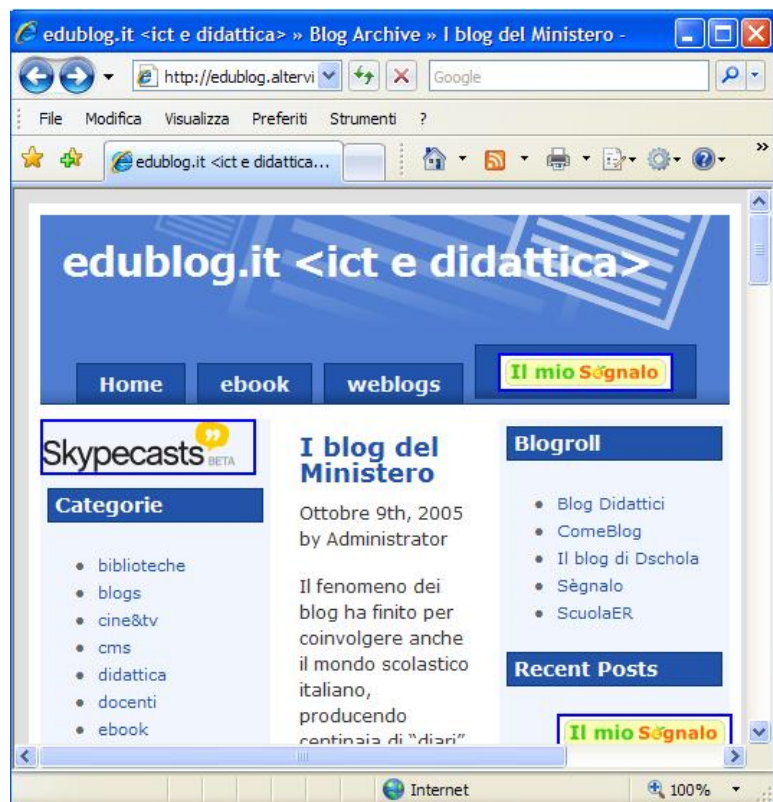 edublog.it <ict e didattica> » Blog Archive » I blog del Ministero -
http://edublog.altervi
Google
File Modifica Visualizza Preferiti Strumenti ?
edublog.it <ict e didattica...
»
edublog.it <ict e didattica>
Home ebook weblogs Il mio Sègnalo
Skypecasts BETA
Categorie
biblioteche
blogs
cine&tv
cms
didattica
docenti
ebook
I blog del
Ministero
Ottobre 9th, 2005
by Administrator
Il fenomeno dei
blog ha finito per
coinvolgere anche
il mondo scolastico
italiano,
producendo
centinaia di “diari”
Blogroll
Blog Didattici
ComeBlog
Il blog di Dschola
Sègnalo
ScuolaER
Recent Posts
Il mio Sègnalo
Internet 100%